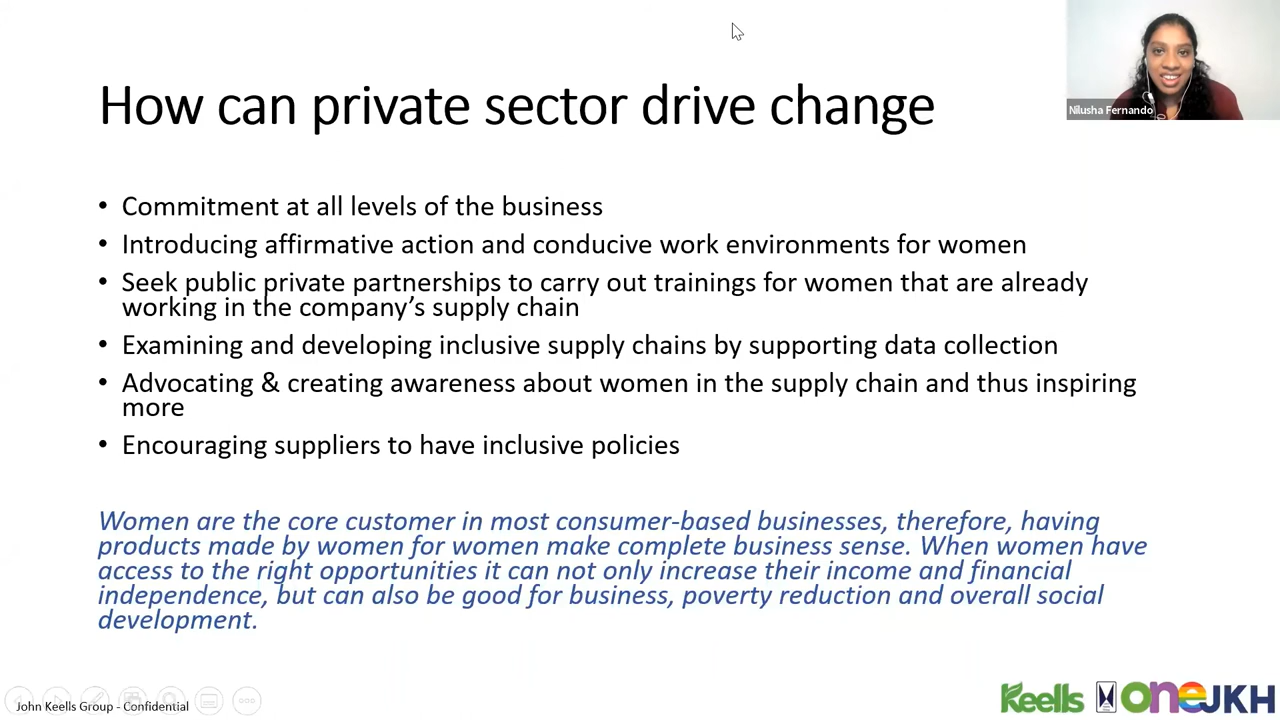 How can private sector drive change
Nilusha Fernando
• Commitment at all levels of the business
• Introducing affirmative action and conducive work environments for women
• Seek public private partnerships to carry out trainings for women that are already
working in the company's supply chain
• Examining and developing inclusive supply chains by supporting data collection
• Advocating & creating awareness about women in the supply chain and thus inspiring
more
• Encouraging suppliers to have inclusive policies
Women are the core customer in most consumer-based businesses, therefore, having
products made by women for women make complete business sense. When women have
access to the right opportunities it can not only increase their income and financial
independence, but can also be good for business, poverty reduction and overall social
development.
John Keells Group - Confidential
Keells
oneJKH